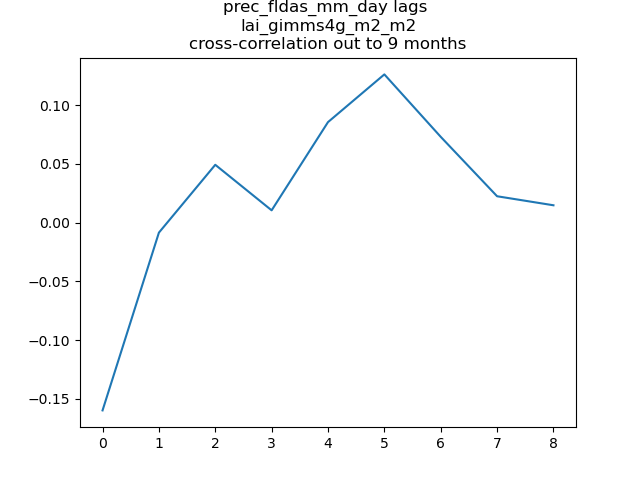 prec_fldas_mm_day lags
lai_gimms4g_m2_m2
cross-correlation out to 9 months
0.10
0.05
0.00
−0.05
−0.10
−0.15
0 1 2 3 4 5 6 7 8